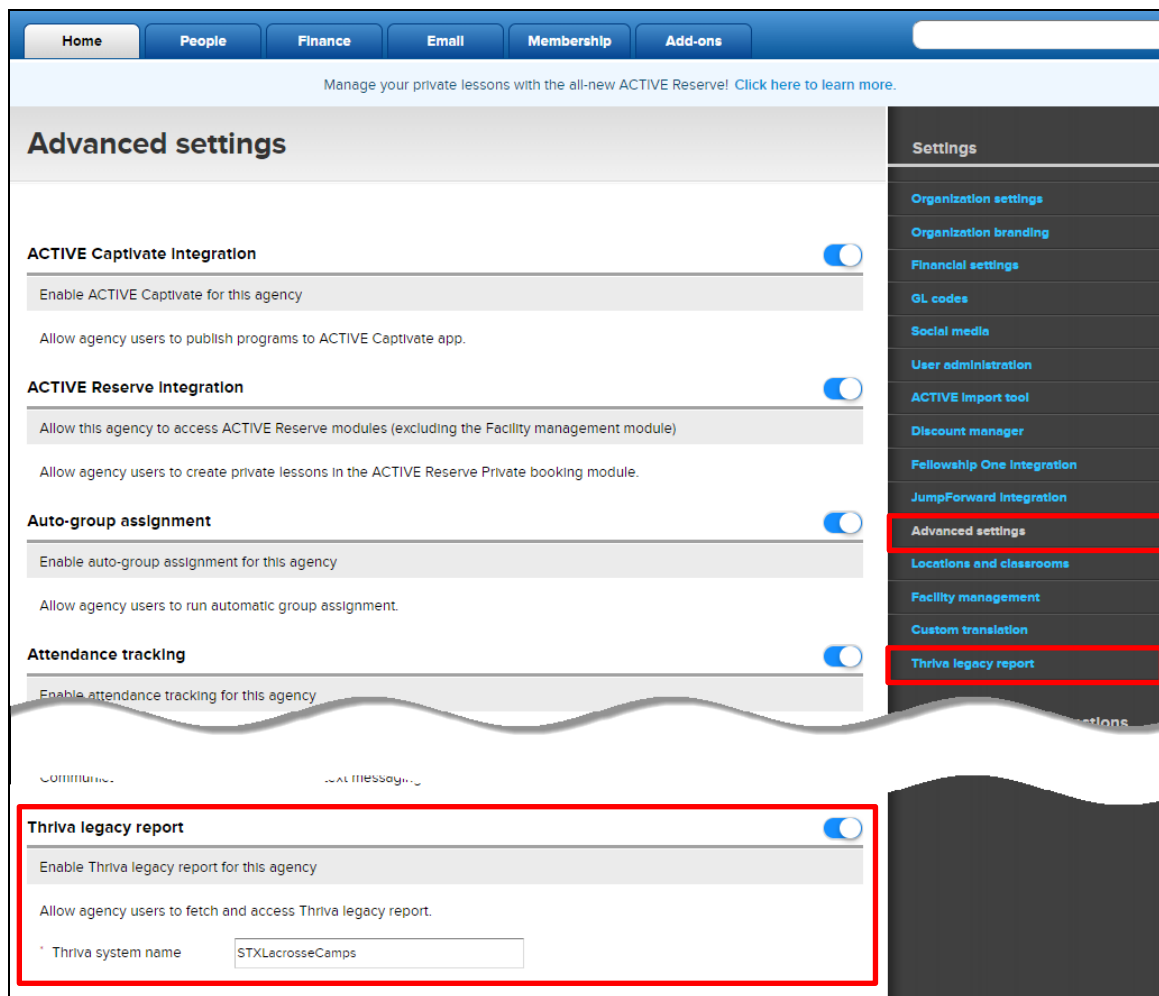 Home People Finance Email Membership Add-ons
Manage your private lessons with the all-new ACTIVE Reserve! Click here to learn more.
Advanced settings
ACTIVE Captivate integration
Enable ACTIVE Captivate for this agency
Allow agency users to publish programs to ACTIVE Captivate app.
ACTIVE Reserve integration
Allow this agency to access ACTIVE Reserve modules (excluding the Facility management module)
Allow agency users to create private lessons in the ACTIVE Reserve Private booking module.
Auto-group assignment
Enable auto-group assignment for this agency
Allow agency users to run automatic group assignment.
Attendance tracking
Enable attendance tracking for this agency
text messaging
Thriva legacy report
Enable Thriva legacy report for this agency
Allow agency users to fetch and access Thriva legacy report.
* Thriva system name STXLacrosseCamps
Settings
Organization settings
Organization branding
Financial settings
GL codes
Social media
User administration
ACTIVE Import tool
Discount manager
Fellowship One integration
JumpForward integration
Advanced settings
Locations and classrooms
Facility management
Custom translation
Thriva legacy report